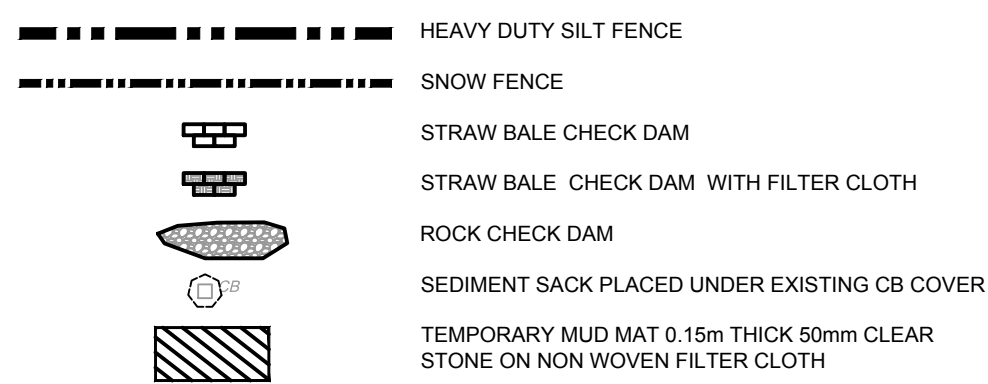 HEAVY DUTY SILT FENCE
SNOW FENCE
STRAW BALE CHECK DAM
STRAW BALE CHECK DAM WITH FILTER CLOTH
ROCK CHECK DAM
CB SEDIMENT SACK PLACED UNDER EXISTING CB COVER
TEMPORARY MUD MAT 0.15m THICK 50mm CLEAR
STONE ON NON WOVEN FILTER CLOTH